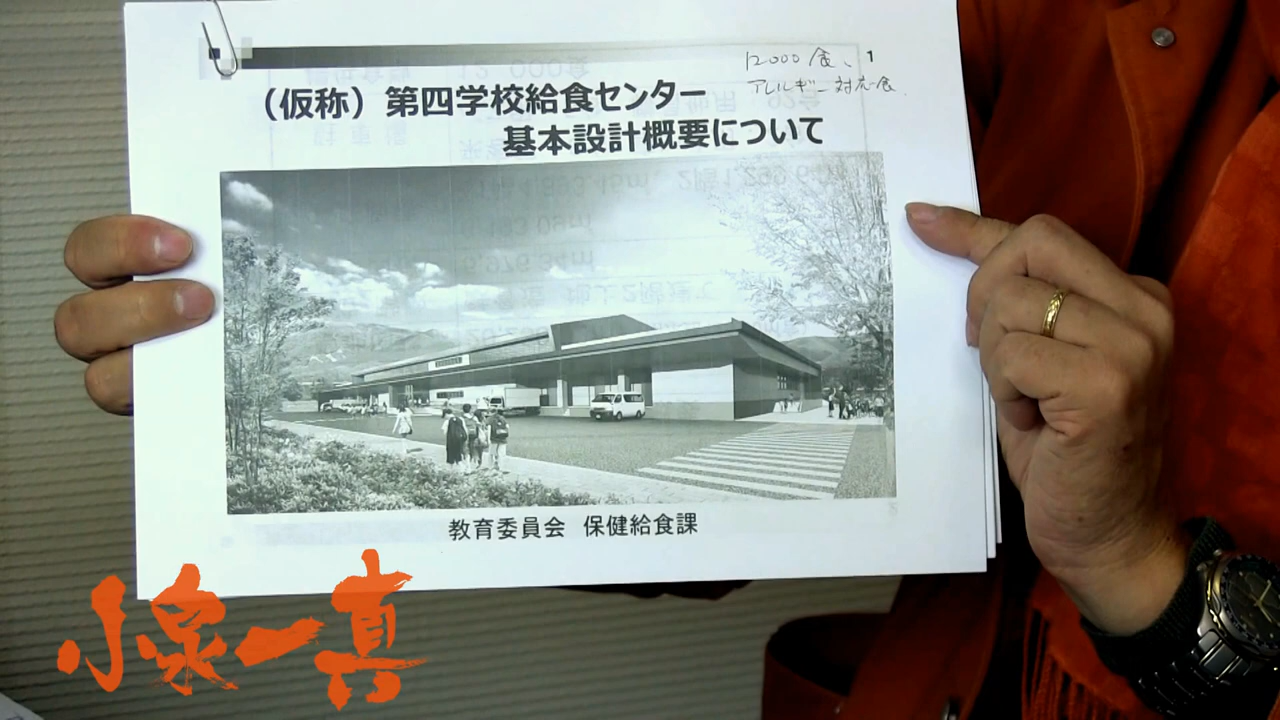 12000食、
1
アレルギー対応食
（仮称）第四学校給食センター
基本設計概要について
教育委員会 保健給食課
小泉一真